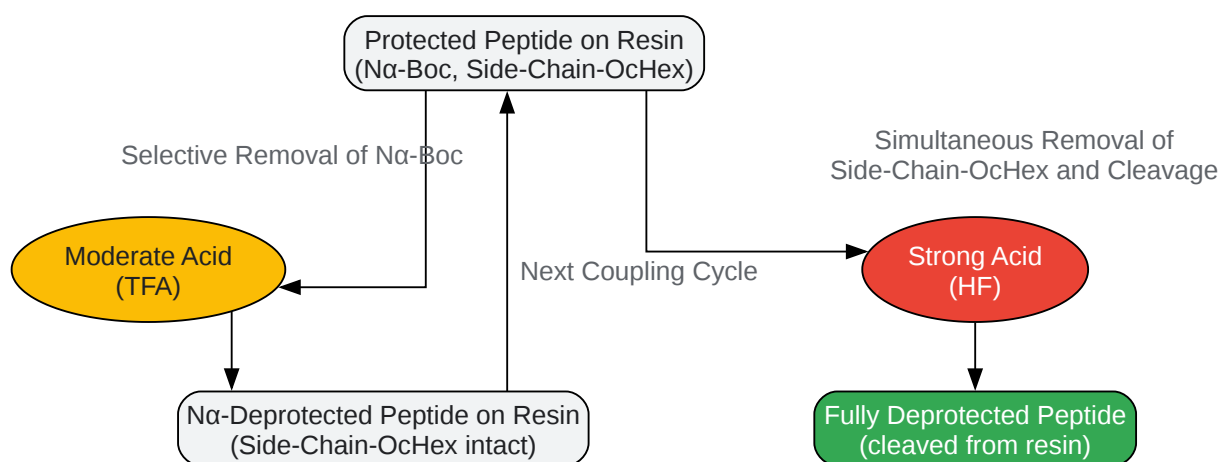 Protected Peptide on Resin
(Nα-Boc, Side-Chain-OcHex)
Selective Removal of Nα-Boc
Simultaneous Removal of
Side-Chain-OcHex and Cleavage
Moderate Acid
(TFA)
Next Coupling Cycle
Strong Acid
(HF)
Nα-Deprotected Peptide on Resin
(Side-Chain-OcHex intact)
Fully Deprotected Peptide
(cleaved from resin)